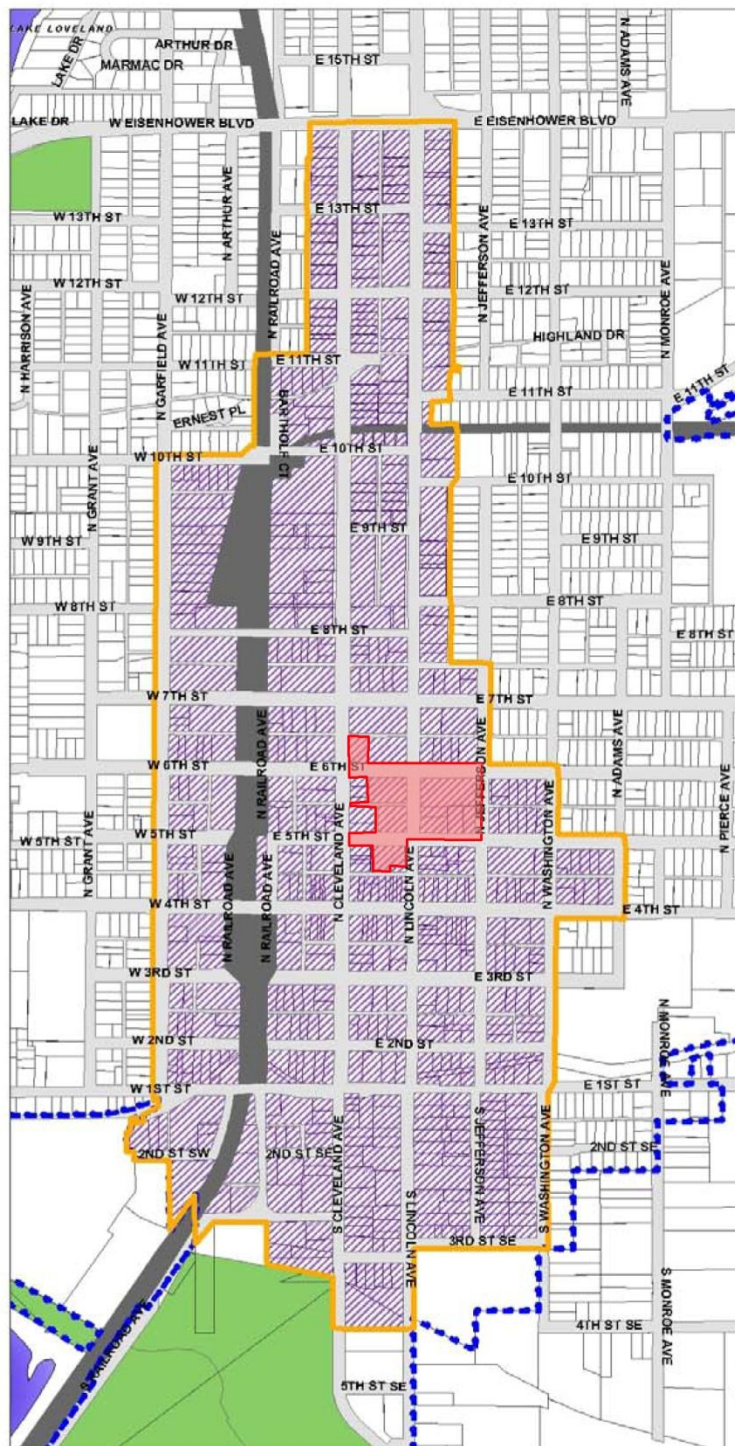 LAKE LOVELAND
LAKE DR
ARTHUR DR
MARMAC DR
E 15TH ST
N ADAMS AVE
LAKE DR
W EISENHOWER BLVD
E EISENHOWER BLVD
W 13TH ST
N ARTHUR AVE
E 13TH ST
E 13TH ST
N RAILROAD AVE
N JEFFERSON AVE
N MONROE AVE
W 12TH ST
W 12TH ST
E 12TH ST
N HARRISON AVE
N GARFIELD AVE
HIGHLAND DR
W 11TH ST
E 11TH ST
E 11TH ST
E 11TH ST
ERNEST PL
BARTHOLF CT
N GRANT AVE
W 10TH ST
E 10TH ST
E 10TH ST
W 9TH ST
E 9TH ST
E 9TH ST
W 8TH ST
E 8TH ST
E 8TH ST
E 8TH ST
W 7TH ST
E 7TH ST
N RAILROAD AVE
N LINCOLN AVE
N JEFFERSON AVE
N ADAMS AVE
W 6TH ST
E 6TH ST
N PIERCE AVE
N GRANT AVE
W 5TH ST
W 5TH ST
E 5TH ST
N CLEVELAND AVE
N WASHINGTON AVE
N RAILROAD AVE
N RAILROAD AVE
N LINCOLN AVE
W 4TH ST
E 4TH ST
W 3RD ST
E 3RD ST
W 2ND ST
E 2ND ST
N MONROE AVE
W 1ST ST
E 1ST ST
2ND ST SW
2ND ST SE
S CLEVELAND AVE
S JEFFERSON AVE
S WASHINGTON AVE
2ND ST SE
S LINCOLN AVE
3RD ST SE
S RAILROAD AVE
S MONROE AVE
4TH ST SE
5TH ST SE